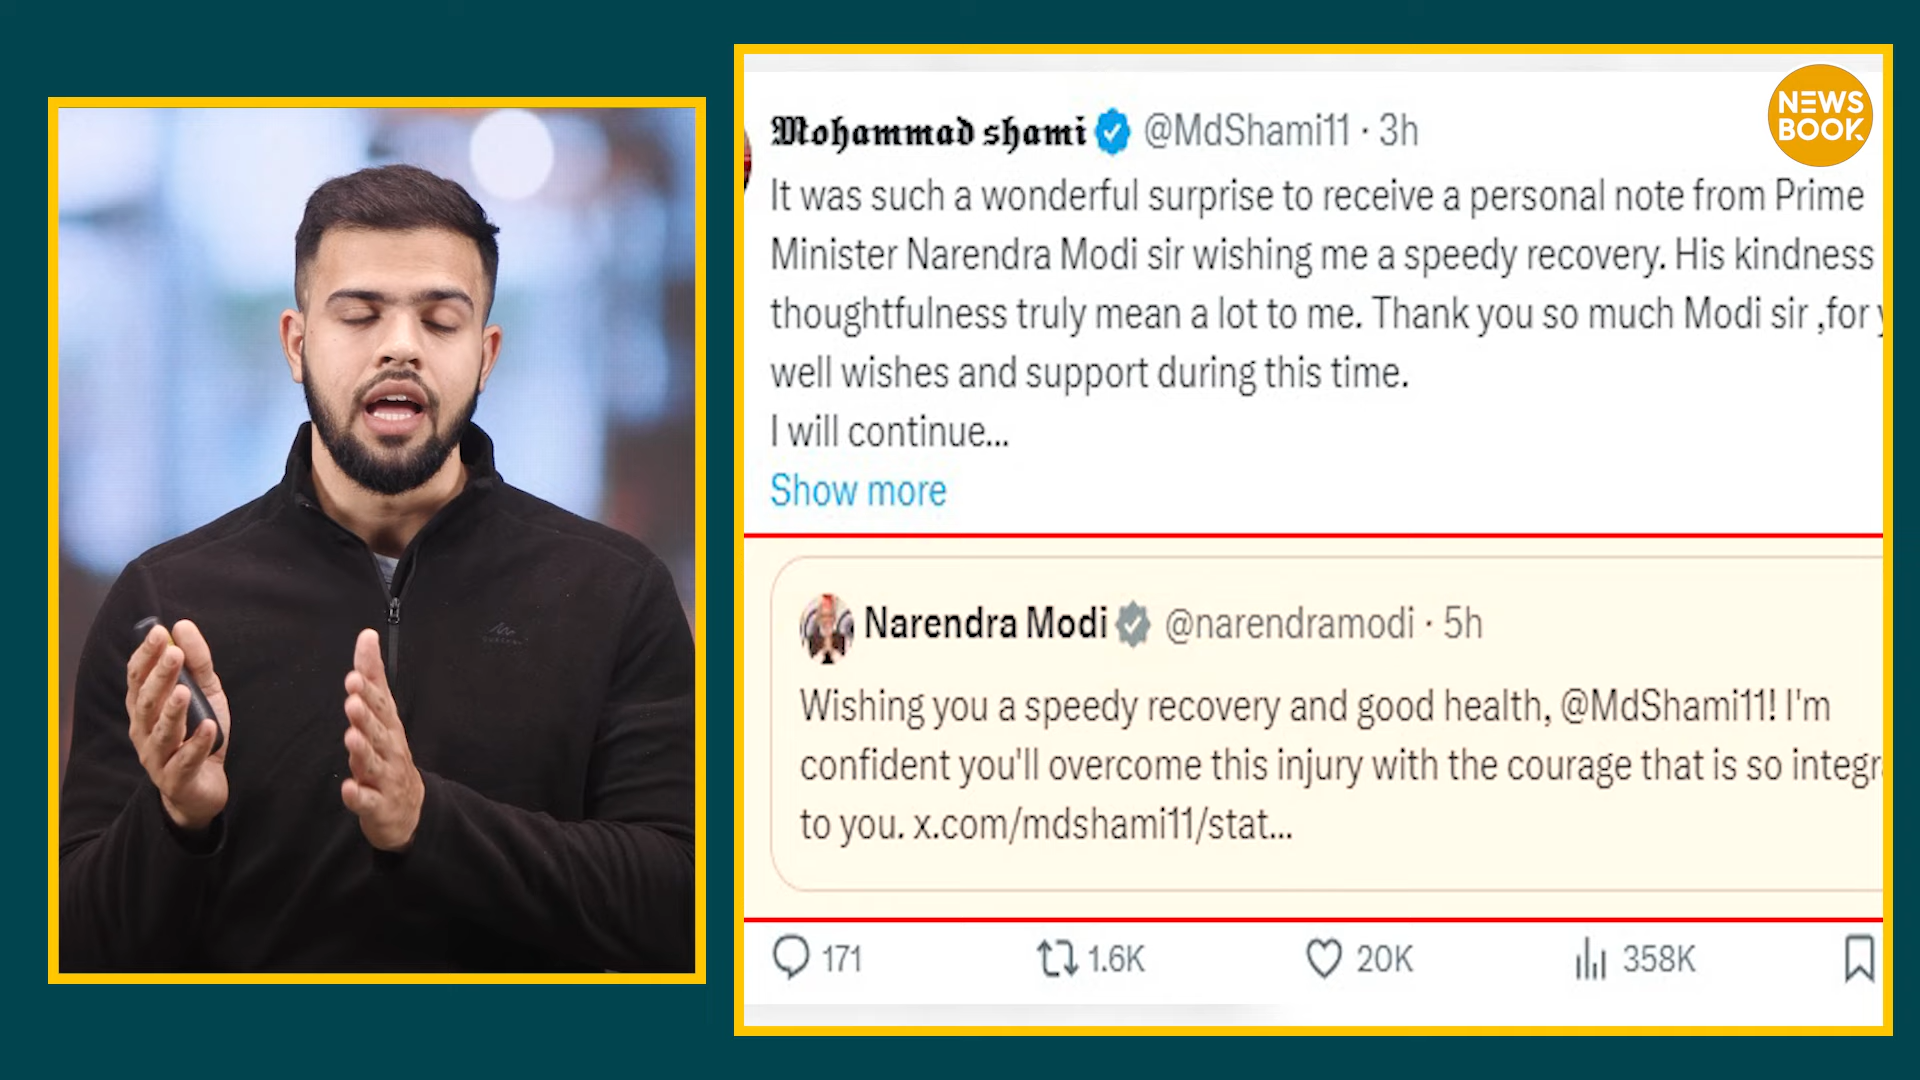 NEWS
BOOK
Mohammad shami @MdShami11 · 3h
It was such a wonderful surprise to receive a personal note from Prime
Minister Narendra Modi sir wishing me a speedy recovery. His kindness
thoughtfulness truly mean a lot to me. Thank you so much Modi sir ,for
well wishes and support during this time.
I will continue...
Show more
Narendra Modi @narendramodi · 5h
Wishing you a speedy recovery and good health, @MdShami11! I'm
confident you'll overcome this injury with the courage that is so integr
to you. x.com/mdshami11/stat...
171 1.6K 20K 358K